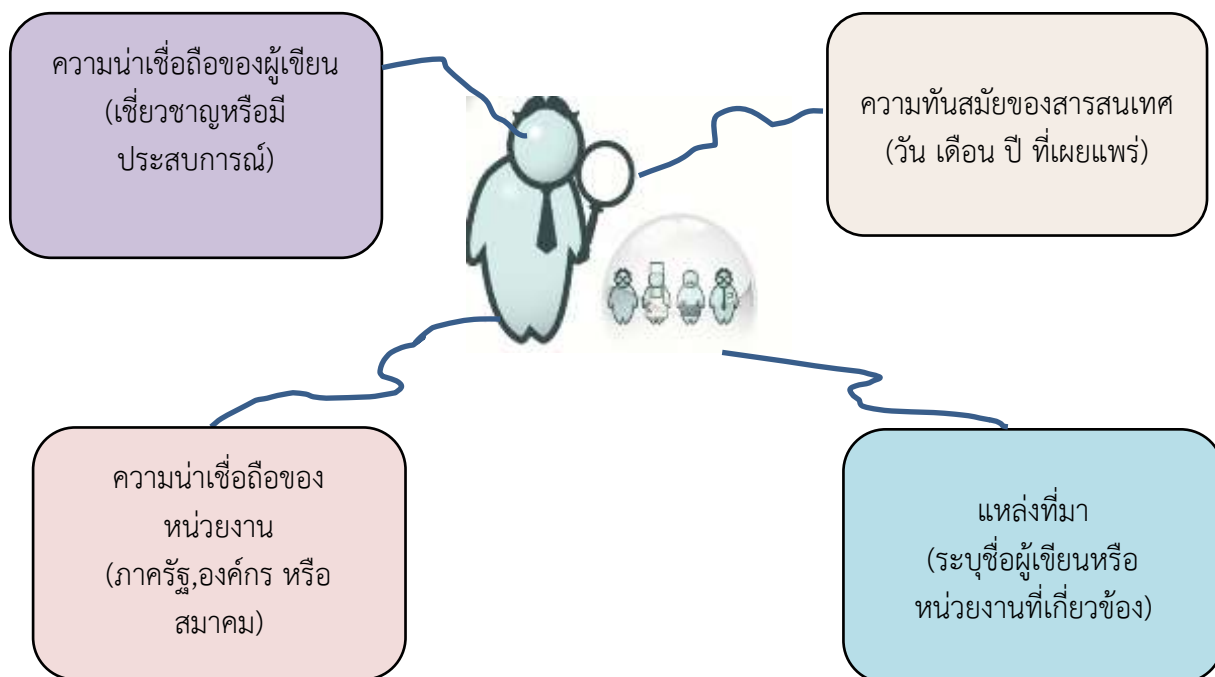 ความน่าเชื่อถือของผู้เขียน
(เชี่ยวชาญหรือมี
ประสบการณ์)
ความทันสมัยของสารสนเทศ
(วัน เดือน ปี ที่เผยแพร่)
ความน่าเชื่อถือของ
หน่วยงาน
(ภาครัฐ,องค์กร หรือ
สมาคม)
แหล่งที่มา
(ระบุชื่อผู้เขียนหรือ
หน่วยงานที่เกี่ยวข้อง)